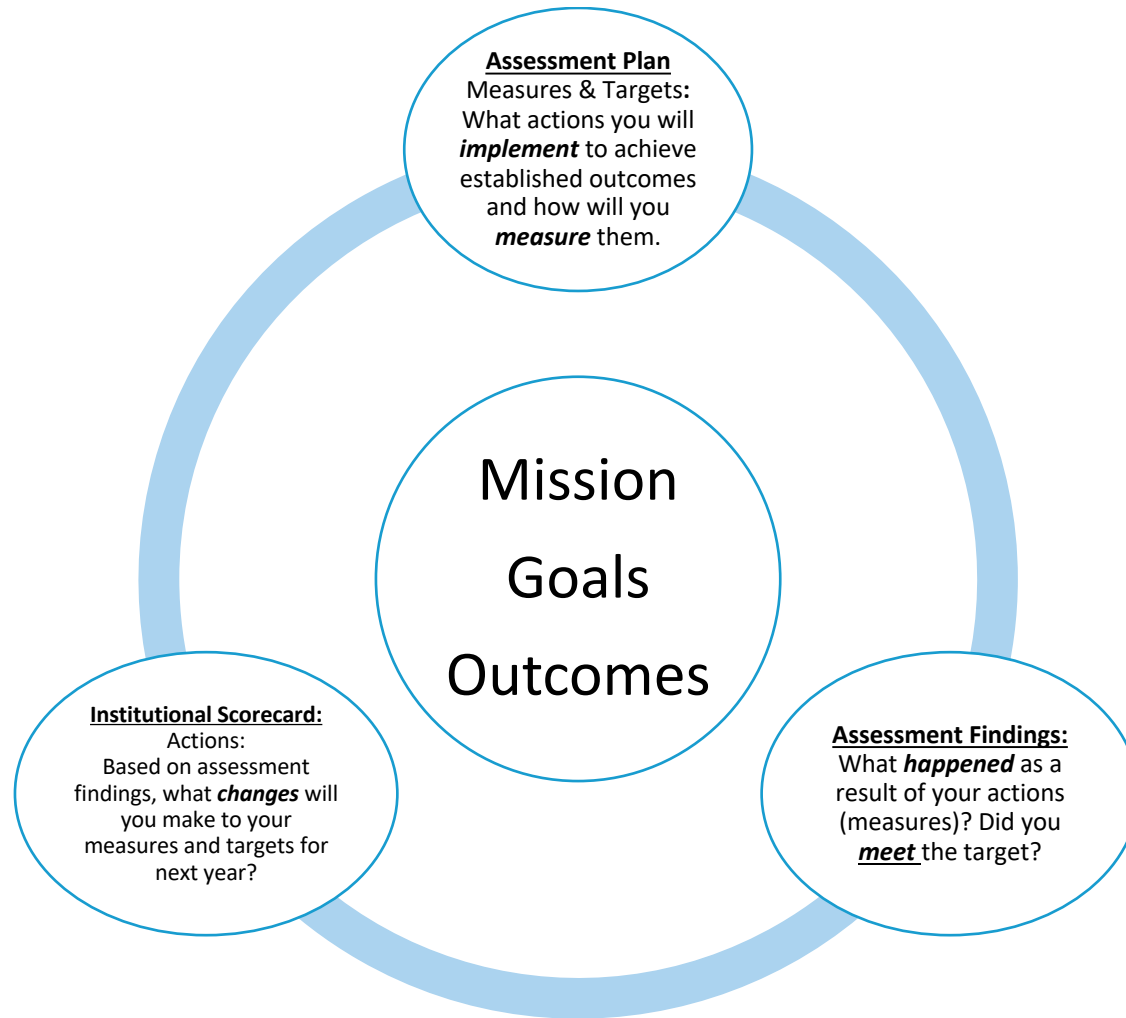 Assessment Plan
Measures & Targets:
What actions you will
implement to achieve
established outcomes
and how will you
measure them.
Mission
Goals
Outcomes
Institutional Scorecard:
Actions:
Based on assessment
findings, what changes will
you make to your
measures and targets for
next year?
Assessment Findings:
What happened as a
result of your actions
(measures)? Did you
meet the target?